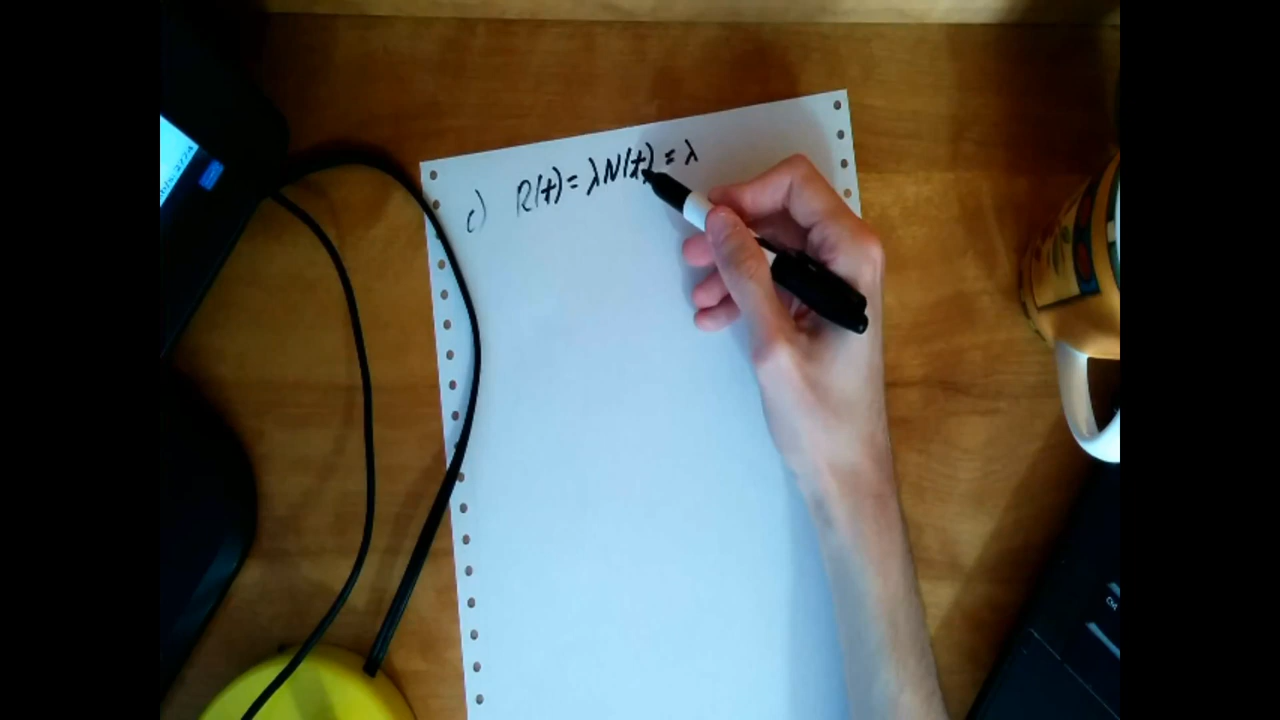 c) R(t) = λN(t) = λ